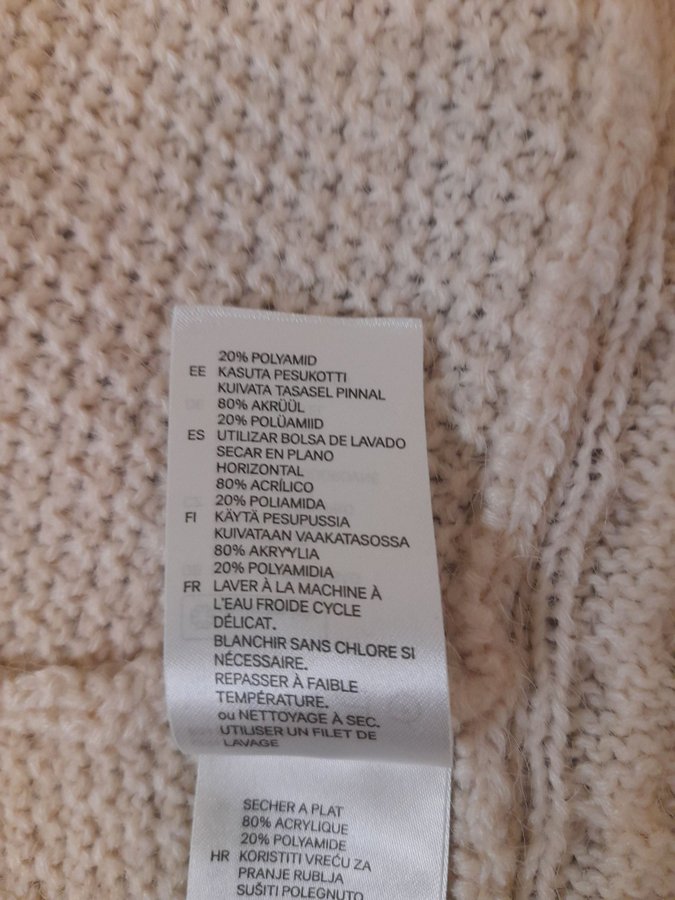 20% POLYAMID
EE KASUTA PESUKOTTI
KUIVATA TASASEL PINNAL
80% AKRÜÜL
20% POLÜAMIID
ES UTILIZAR BOLSA DE LAVADO
SECAR EN PLANO
HORIZONTAL
80% ACRÍLICO
20% POLIAMIDA
FI KÄYTÄ PESUPUSSIA
KUIVATAAN VAAKATASOSSA
80% AKRYYLIA
20% POLYAMIDIA
FR LAVER À LA MACHINE À
L'EAU FROIDE CYCLE
DÉLICAT.
BLANCHIR SANS CHLORE SI
NÉCESSAIRE.
REPASSER À FAIBLE
TEMPÉRATURE.
ou NETTOYAGE À SEC.
UTILISER UN FILET DE
LAVAGE
SECHER A PLAT
80% ACRYLIQUE
20% POLYAMIDE
HR KORISTITI VREĆU ZA
PRANJE RUBLJA
SUŠITI POLEGNUTO